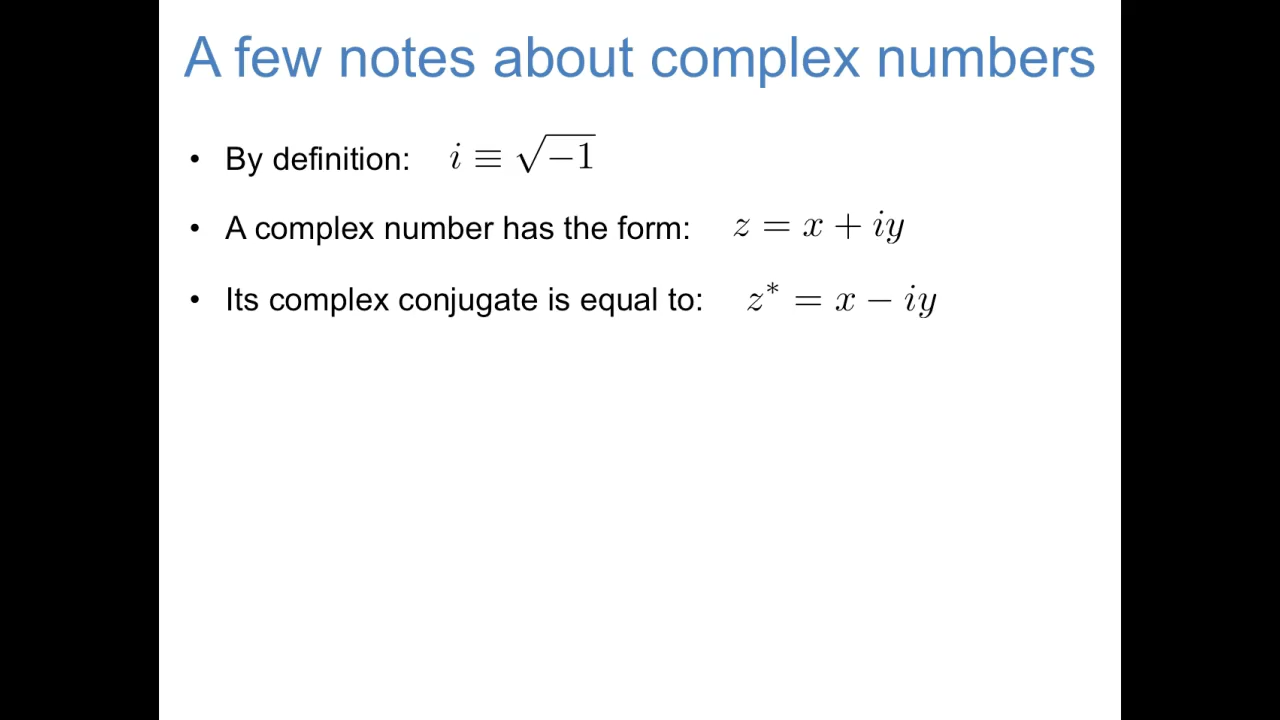 A few notes about complex numbers
• By definition: i ≡ √−1
• A complex number has the form: z = x + iy
• Its complex conjugate is equal to: z* = x − iy